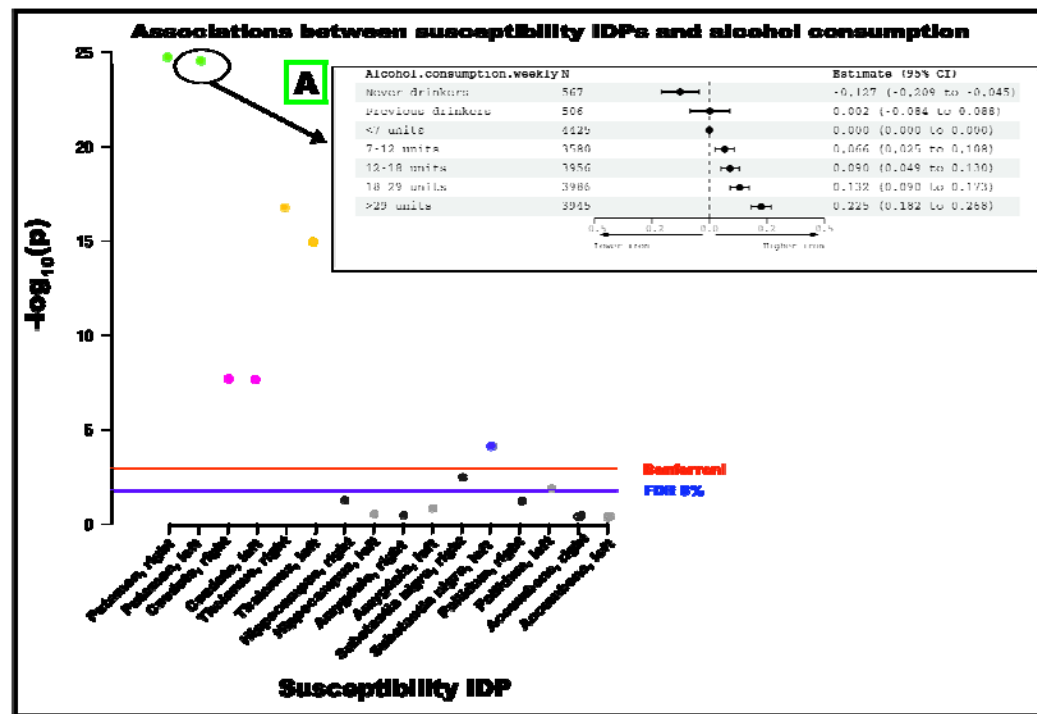 Associations between susceptibility IDPs and alcohol consumption
A
Alcohol.consumption.weekly N Estimate (95% CI)
Never drinkers 567 -0.127 (-0.209 to -0.045)
Previous drinkers 506 0.002 (-0.084 to 0.088)
<7 units 4425 0.000 (0.000 to 0.000)
7-12 units 3580 0.066 (0.025 to 0.108)
12-18 units 3956 0.090 (0.049 to 0.130)
18 29 units 3986 0.132 (0.090 to 0.173)
>29 units 3945 0.225 (0.182 to 0.268)
0.2 0.0 0.2
Lower iron Higher iron
-log10(p)
25
20
15
10
5
0
Bonferroni
FDR 5%
Putamen, right
Putamen, left
Caudate, right
Caudate, left
Thalamus, right
Thalamus, left
Hippocampus, right
Hippocampus, left
Amygdala, right
Amygdala, left
Substantia nigra, right
Substantia nigra, left
Pallidum, right
Pallidum, left
Accumbens, right
Accumbens, left
Susceptibility IDP